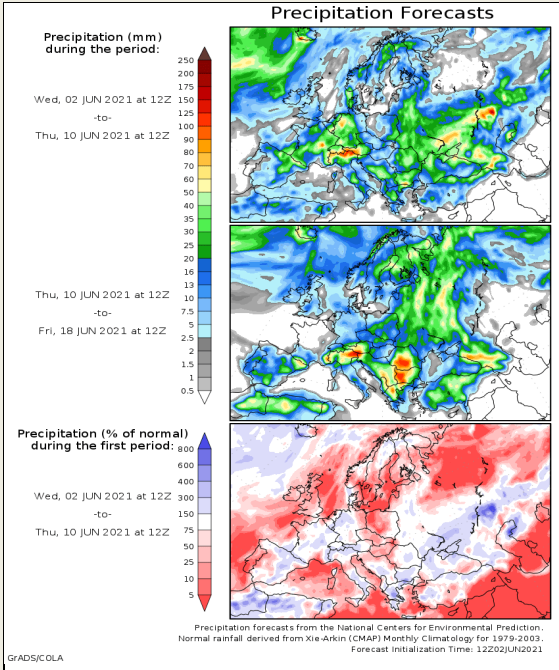 Precipitation Forecasts
Precipitation (mm)
during the period:
Wed, 02 JUN 2021 at 12Z
-to-
Thu, 10 JUN 2021 at 12Z
250
200
175
150
125
100
90
80
70
60
50
40
35
30
25
20
16
13
10
7.5
5
2.5
2
1.5
1
0.5
Thu, 10 JUN 2021 at 12Z
-to-
Fri, 18 JUN 2021 at 12Z
Precipitation (% of normal)
during the first period:
Wed, 02 JUN 2021 at 12Z
-to-
Thu, 10 JUN 2021 at 12Z
800
600
400
300
150
75
50
25
10
5
Precipitation forecasts from the National Centers for Environmental Prediction.
Normal rainfall derived from Xie-Arkin (CMAP) Monthly Climatology for 1979-2003.
Forecast Initialization Time: 12Z02JUN2021
GrADS/COLA